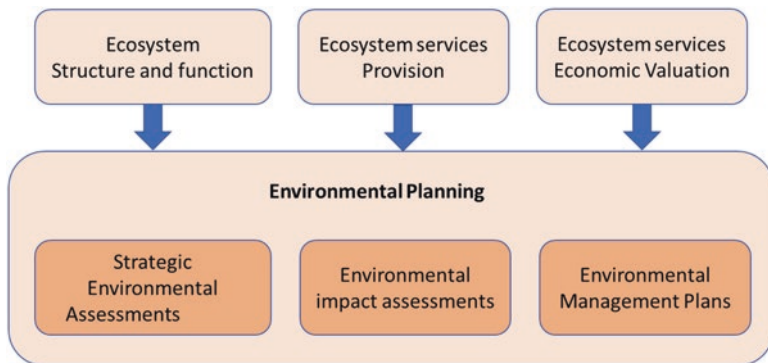 Ecosystem
Structure and function
Ecosystem services
Provision
Ecosystem services
Economic Valuation
Environmental Planning
Strategic
Environmental
Assessments
Environmental
impact assessments
Environmental
Management Plans